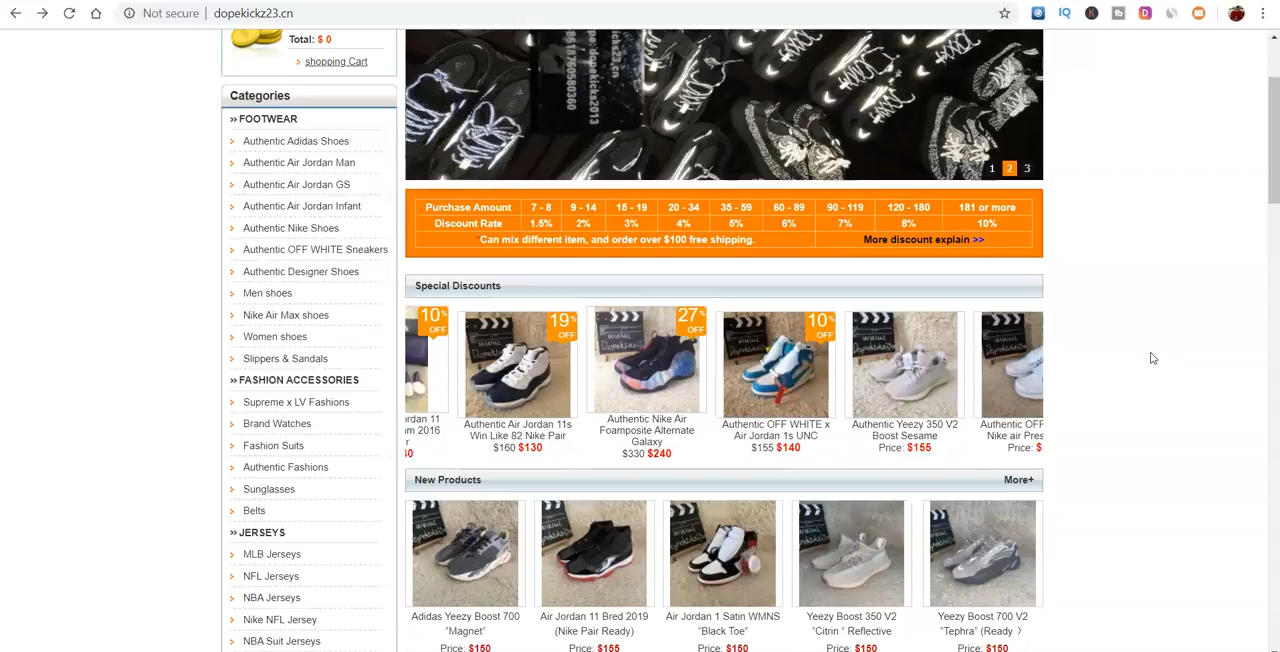 Not secure
dopekickz23.cn
Total: $ 0
shopping Cart
Categories
FOOTWEAR
Authentic Adidas Shoes
Authentic Air Jordan Man
Authentic Air Jordan GS
Authentic Air Jordan Infant
Authentic Nike Shoes
Authentic OFF WHITE Sneakers
Authentic Designer Shoes
Men shoes
Nike Air Max shoes
Women shoes
Slippers & Sandals
FASHION ACCESSORIES
Supreme x LV Fashions
Brand Watches
Fashion Suits
Authentic Fashions
Sunglasses
Belts
JERSEYS
MLB Jerseys
NFL Jerseys
NBA Jerseys
Nike NFL Jersey
NBA Suit Jerseys
1 2 3
Purchase Amount 7 - 8 9 - 14 15 - 19 20 - 34 35 - 59 60 - 89 90 - 119 120 - 180 181 or more
Discount Rate 1.5% 2% 3% 4% 5% 6% 7% 8% 10%
Can mix different item, and order over $100 free shipping. More discount explain >>
Special Discounts
10% OFF
19% OFF
27% OFF
10% OFF
Authentic Air Jordan 11s
Win Like 82 Nike Pair
$160 $130
Authentic Nike Air
Foamposite Alternate
Galaxy
$330 $240
Authentic OFF WHITE x
Air Jordan 1s UNC
$155 $140
Authentic Yeezy 350 V2
Boost Sesame
Price: $155
Authentic OFF
Nike air Pres
Price: $
New Products More+
Adidas Yeezy Boost 700
"Magnet"
Price: $150
Air Jordan 11 Bred 2019
(Nike Pair Ready)
Price: $155
Air Jordan 1 Satin WMNS
"Black Toe"
Price: $150
Yeezy Boost 350 V2
"Citrin " Reflective
Price: $150
Yeezy Boost 700 V2
"Tephra" (Ready 〉
Price: $150